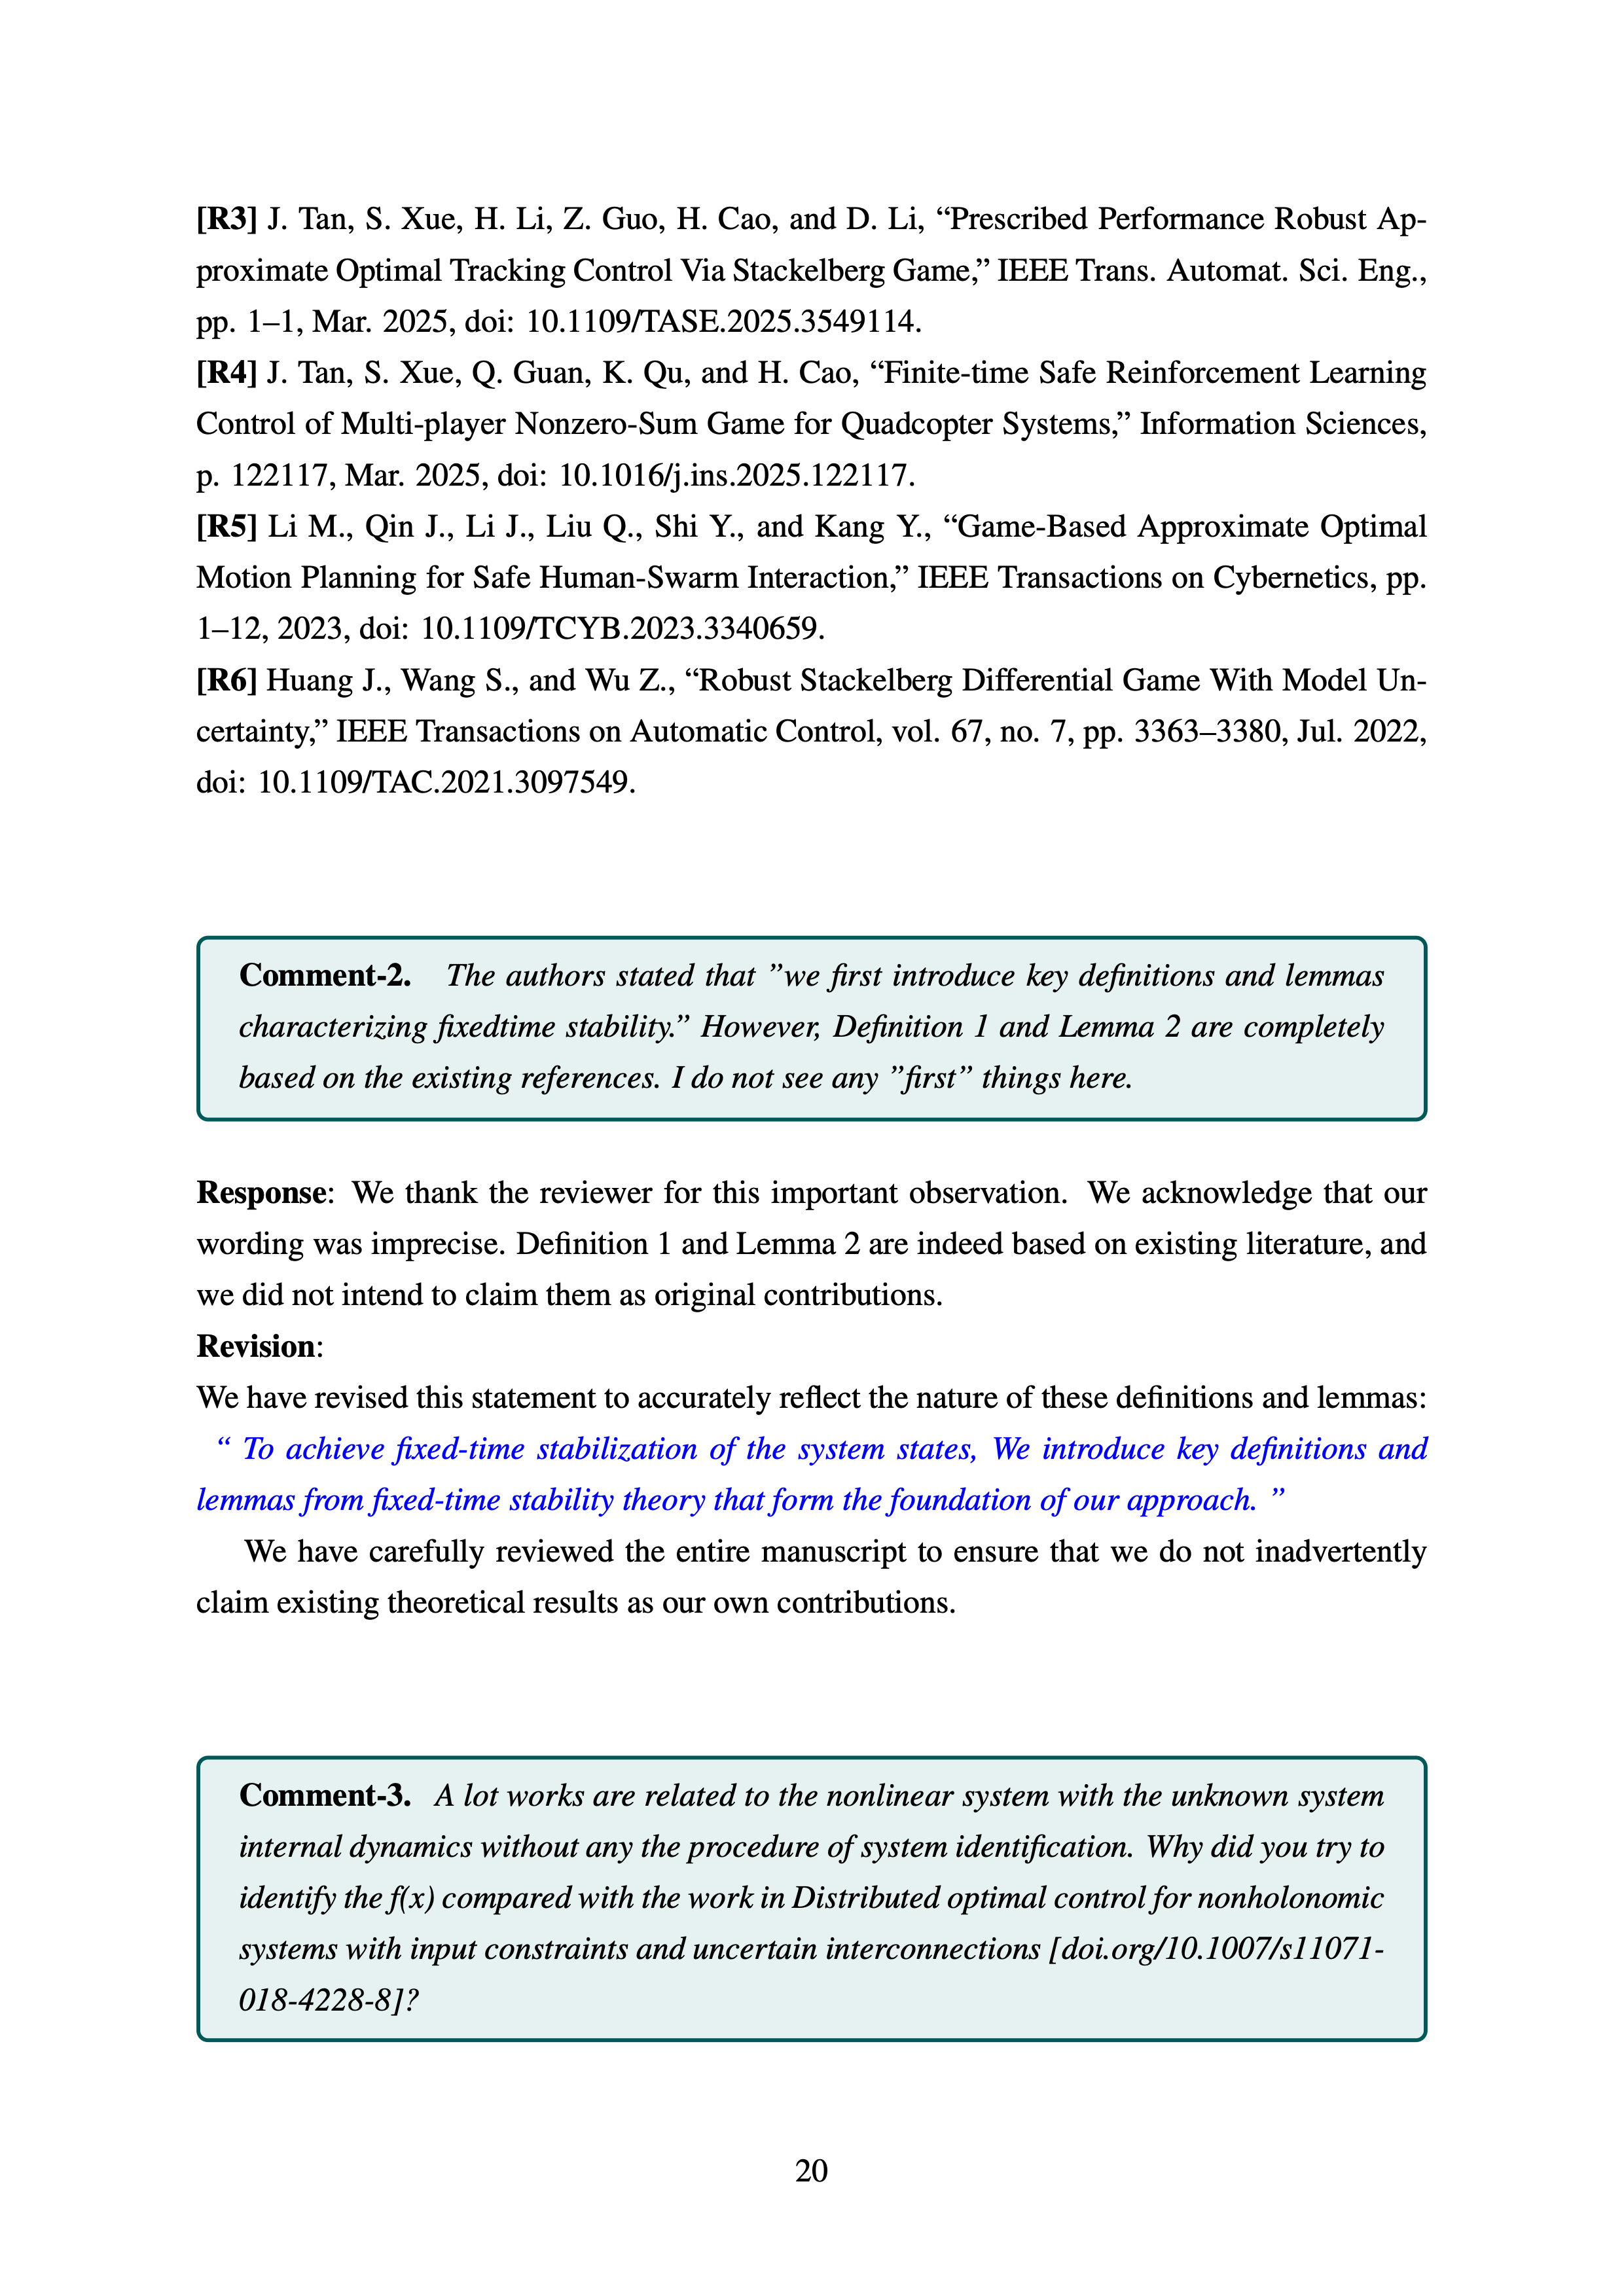 [R3] J. Tan, S. Xue, H. Li, Z. Guo, H. Cao, and D. Li, “Prescribed Performance Robust Ap-
proximate Optimal Tracking Control Via Stackelberg Game,” IEEE Trans. Automat. Sci. Eng.,
pp. 1–1, Mar. 2025, doi: 10.1109/TASE.2025.3549114.
[R4] J. Tan, S. Xue, Q. Guan, K. Qu, and H. Cao, “Finite-time Safe Reinforcement Learning
Control of Multi-player Nonzero-Sum Game for Quadcopter Systems,” Information Sciences,
p. 122117, Mar. 2025, doi: 10.1016/j.ins.2025.122117.
[R5] Li M., Qin J., Li J., Liu Q., Shi Y., and Kang Y., “Game-Based Approximate Optimal
Motion Planning for Safe Human-Swarm Interaction,” IEEE Transactions on Cybernetics, pp.
1–12, 2023, doi: 10.1109/TCYB.2023.3340659.
[R6] Huang J., Wang S., and Wu Z., “Robust Stackelberg Differential Game With Model Un-
certainty,” IEEE Transactions on Automatic Control, vol. 67, no. 7, pp. 3363–3380, Jul. 2022,
doi: 10.1109/TAC.2021.3097549.
Comment-2. The authors stated that ”we first introduce key definitions and lemmas
characterizing fixedtime stability.” However, Definition 1 and Lemma 2 are completely
based on the existing references. I do not see any ”first” things here.
Response: We thank the reviewer for this important observation. We acknowledge that our
wording was imprecise. Definition 1 and Lemma 2 are indeed based on existing literature, and
we did not intend to claim them as original contributions.
Revision:
We have revised this statement to accurately reflect the nature of these definitions and lemmas:
“ To achieve fixed-time stabilization of the system states, We introduce key definitions and
lemmas from fixed-time stability theory that form the foundation of our approach. ”
We have carefully reviewed the entire manuscript to ensure that we do not inadvertently
claim existing theoretical results as our own contributions.
Comment-3. A lot works are related to the nonlinear system with the unknown system
internal dynamics without any the procedure of system identification. Why did you try to
identify the f(x) compared with the work in Distributed optimal control for nonholonomic
systems with input constraints and uncertain interconnections [doi.org/10.1007/s11071-
018-4228-8]?
20